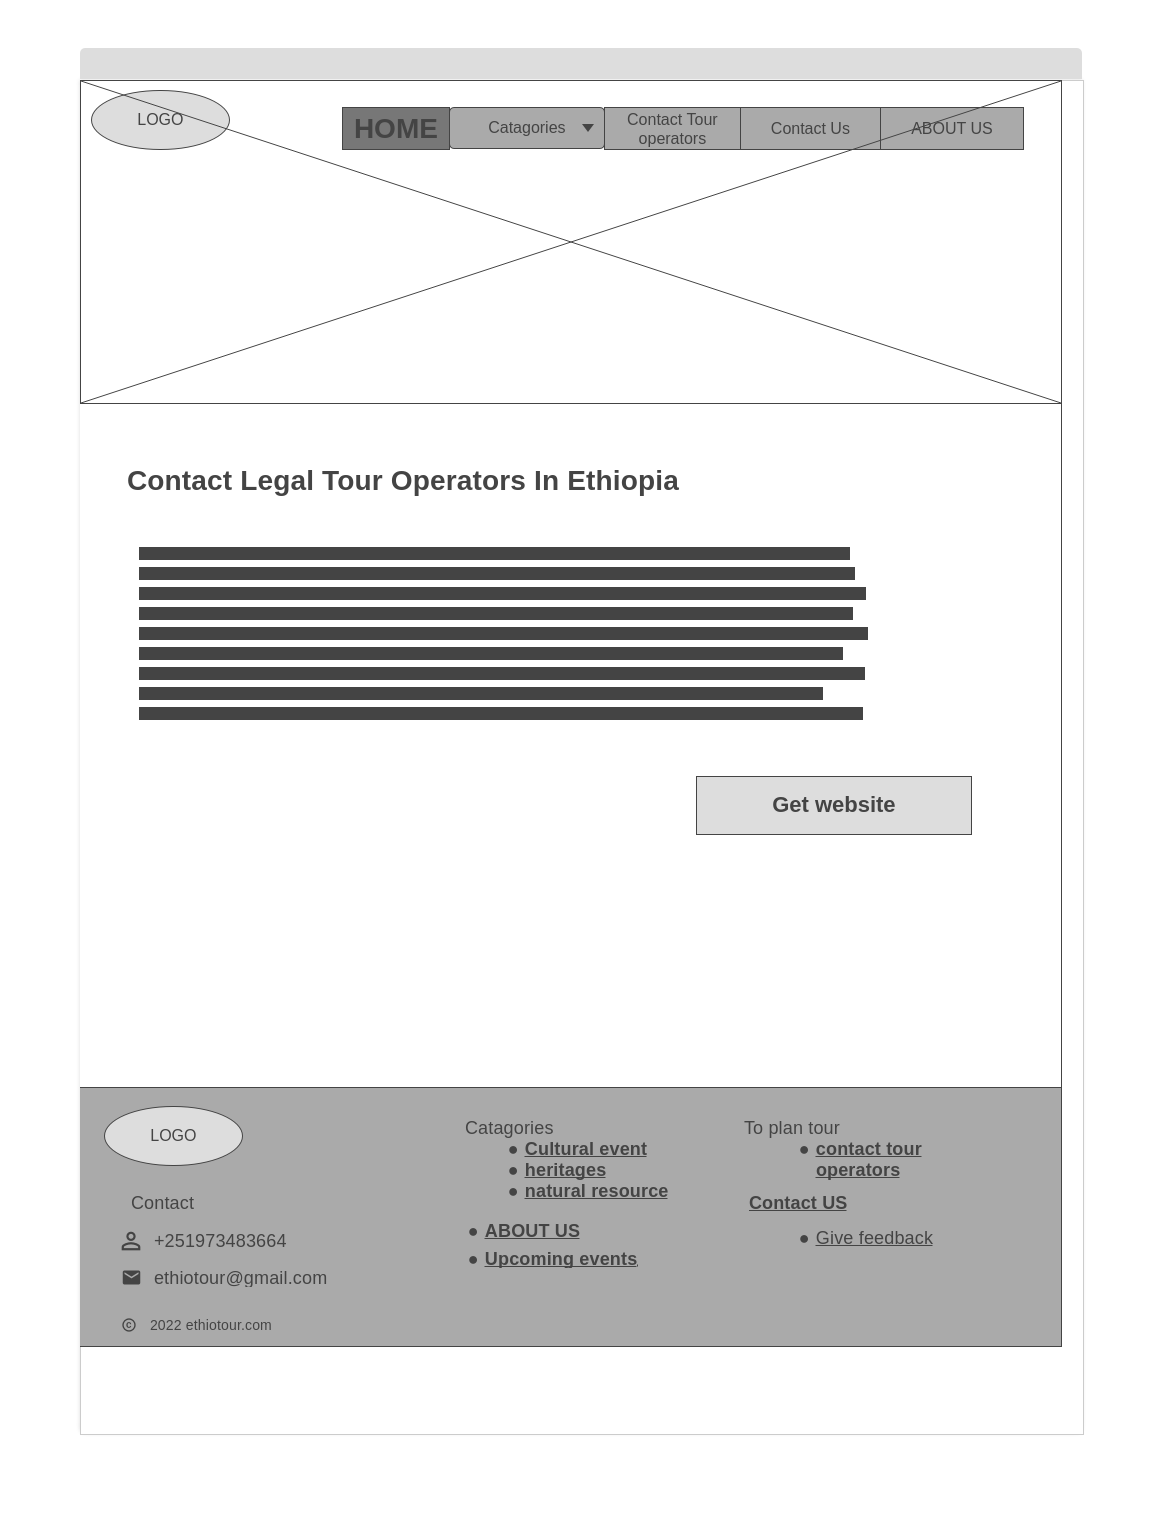 LOGO
HOME
Catagories
Contact Tour
operators
Contact Us
ABOUT US
Contact Legal Tour Operators In Ethiopia
Get website
LOGO
Contact
+251973483664
ethiotour@gmail.com
© 2022 ethiotour.com
Catagories
● Cultural event
● heritages
● natural resource
● ABOUT US
● Upcoming events
To plan tour
● contact tour
operators
Contact US
● Give feedback